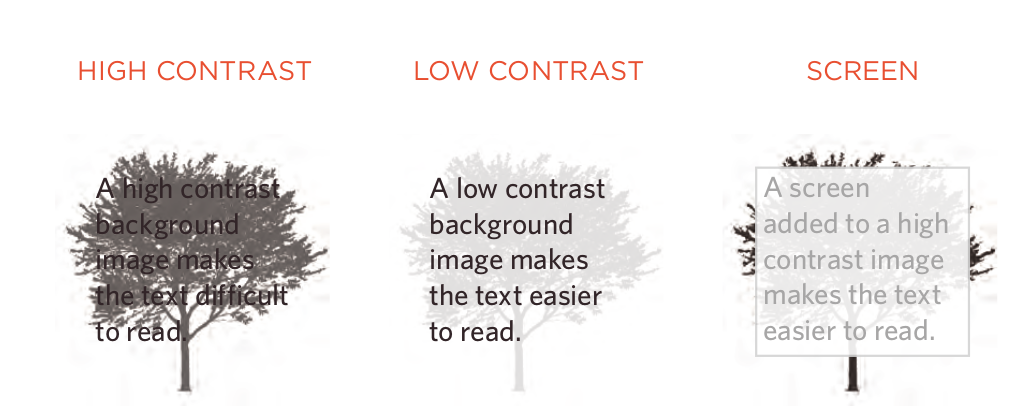 HIGH CONTRAST
A high contrast
background
image makes
the text difficult
to read.
LOW CONTRAST
A low contrast
background
image makes
the text easier
to read.
SCREEN
A screen
added to a high
contrast image
makes the text
easier to read.